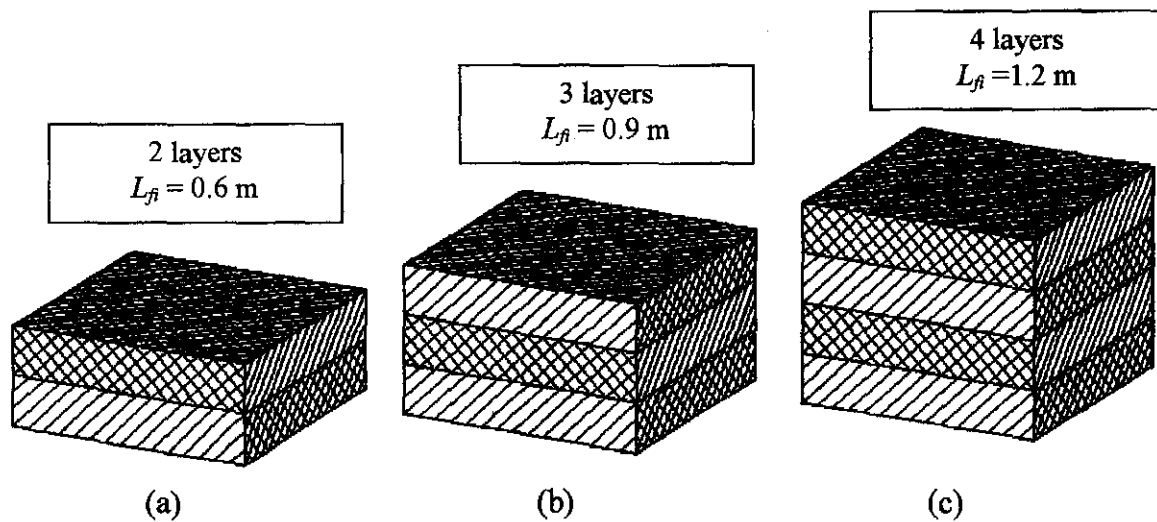 2 layers
L_fi = 0.6 m
3 layers
L_fi = 0.9 m
4 layers
L_fi =1.2 m
(a)
(b)
(c)